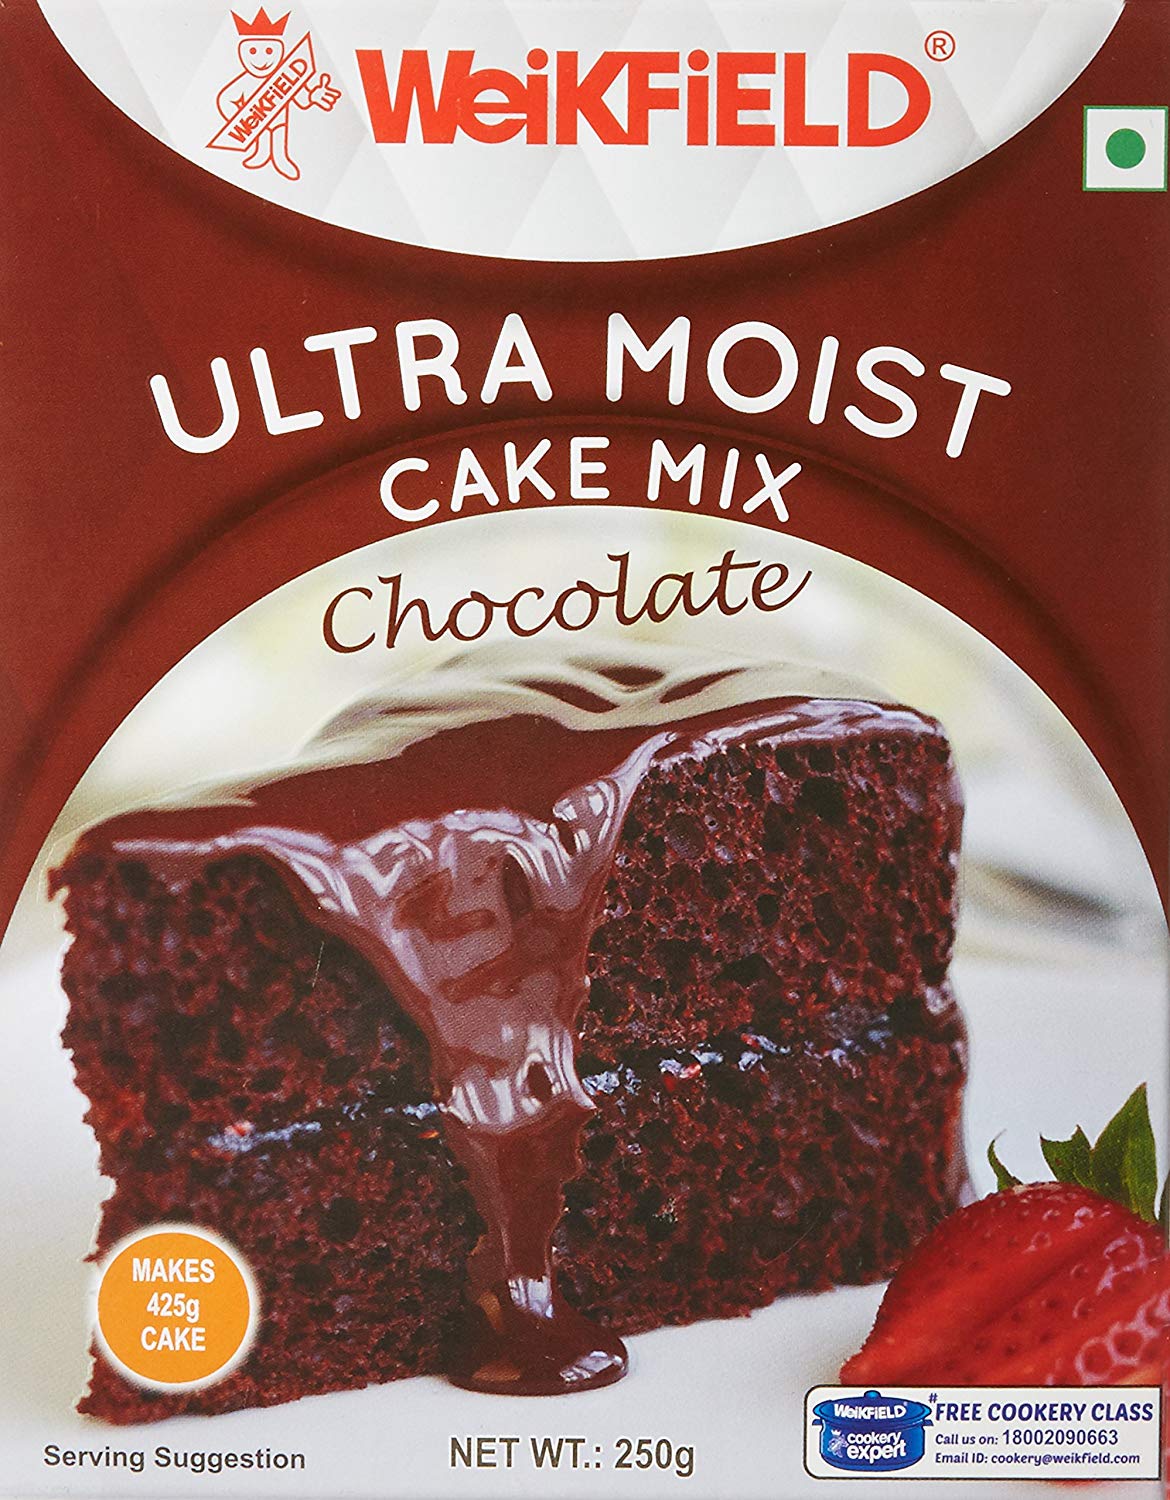 WeiKFiELD®
WeiKFiELD
ULTRA MOIST
CAKE MIX
Chocolate
MAKES
425g
CAKE
Serving Suggestion
NET WT.: 250g
WeiKFiELD
cookery
expert
#FREE COOKERY CLASS
Call us on: 18002090663
Email ID: cookery@weikfield.com